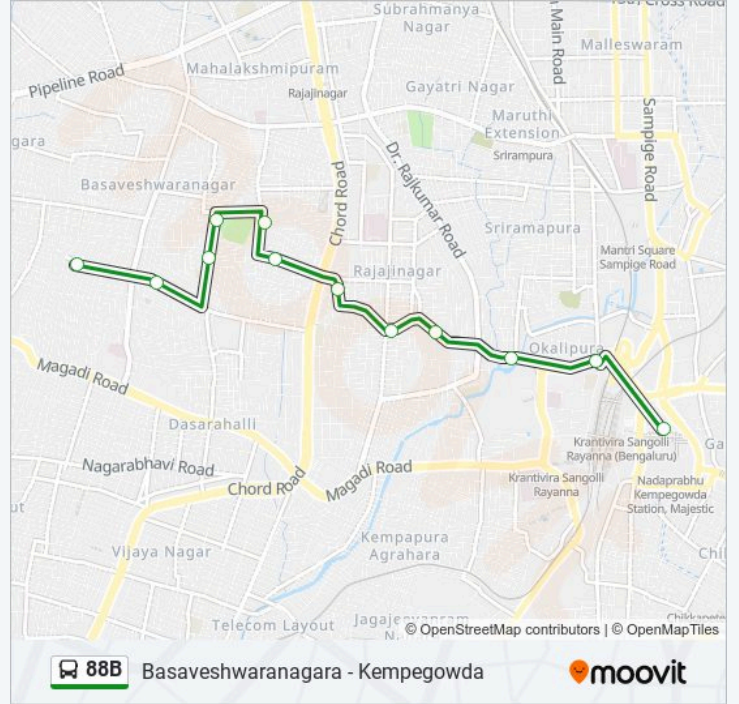 Subrahmanya
Nagar
Main Road
Malleswaram
Pipeline Road
Mahalakshmipuram
Rajajinagar
Gayatri Nagar
Maruthi
Extension
Srirampura
Sampige Road
gara
Chord Road
Dr. Rajkumar Road
Basaveshwaranagar
Sriramapura
Mantri Square
Sampige Road
Rajajinagar
Okalipura
Magadi Road
Dasarahalli
Krantivira Sangolli
Rayanna (Bengaluru)
Ga
Nagarabhavi Road
Magadi Road
Chord Road
Krantivira Sangolli
Rayanna
Nadaprabhu
Kempegowda
Station, Majestic
ut
Vijaya Nagar
Kempapura
Agrahara
Chi
Telecom Layout
© OpenStreetMap contributors | © OpenMapTiles
88B
Basaveshwaranagara - Kempegowda
moovit